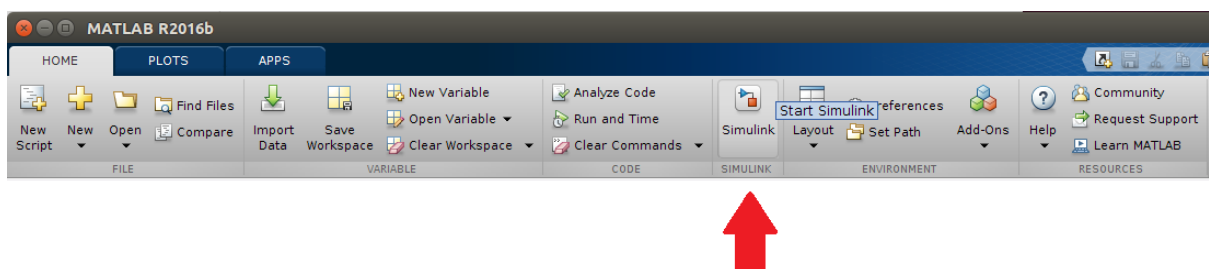 MATLAB R2016b
HOME PLOTS APPS
New Script
New
Open
Find Files
Compare
FILE
Import Data
Save Workspace
New Variable
Open Variable
Clear Workspace
VARIABLE
Analyze Code
Run and Time
Clear Commands
CODE
Simulink
SIMULINK
Start Simulink
Layout
references
Set Path
Add-Ons
ENVIRONMENT
? Help
Community
Request Support
Learn MATLAB
RESOURCES